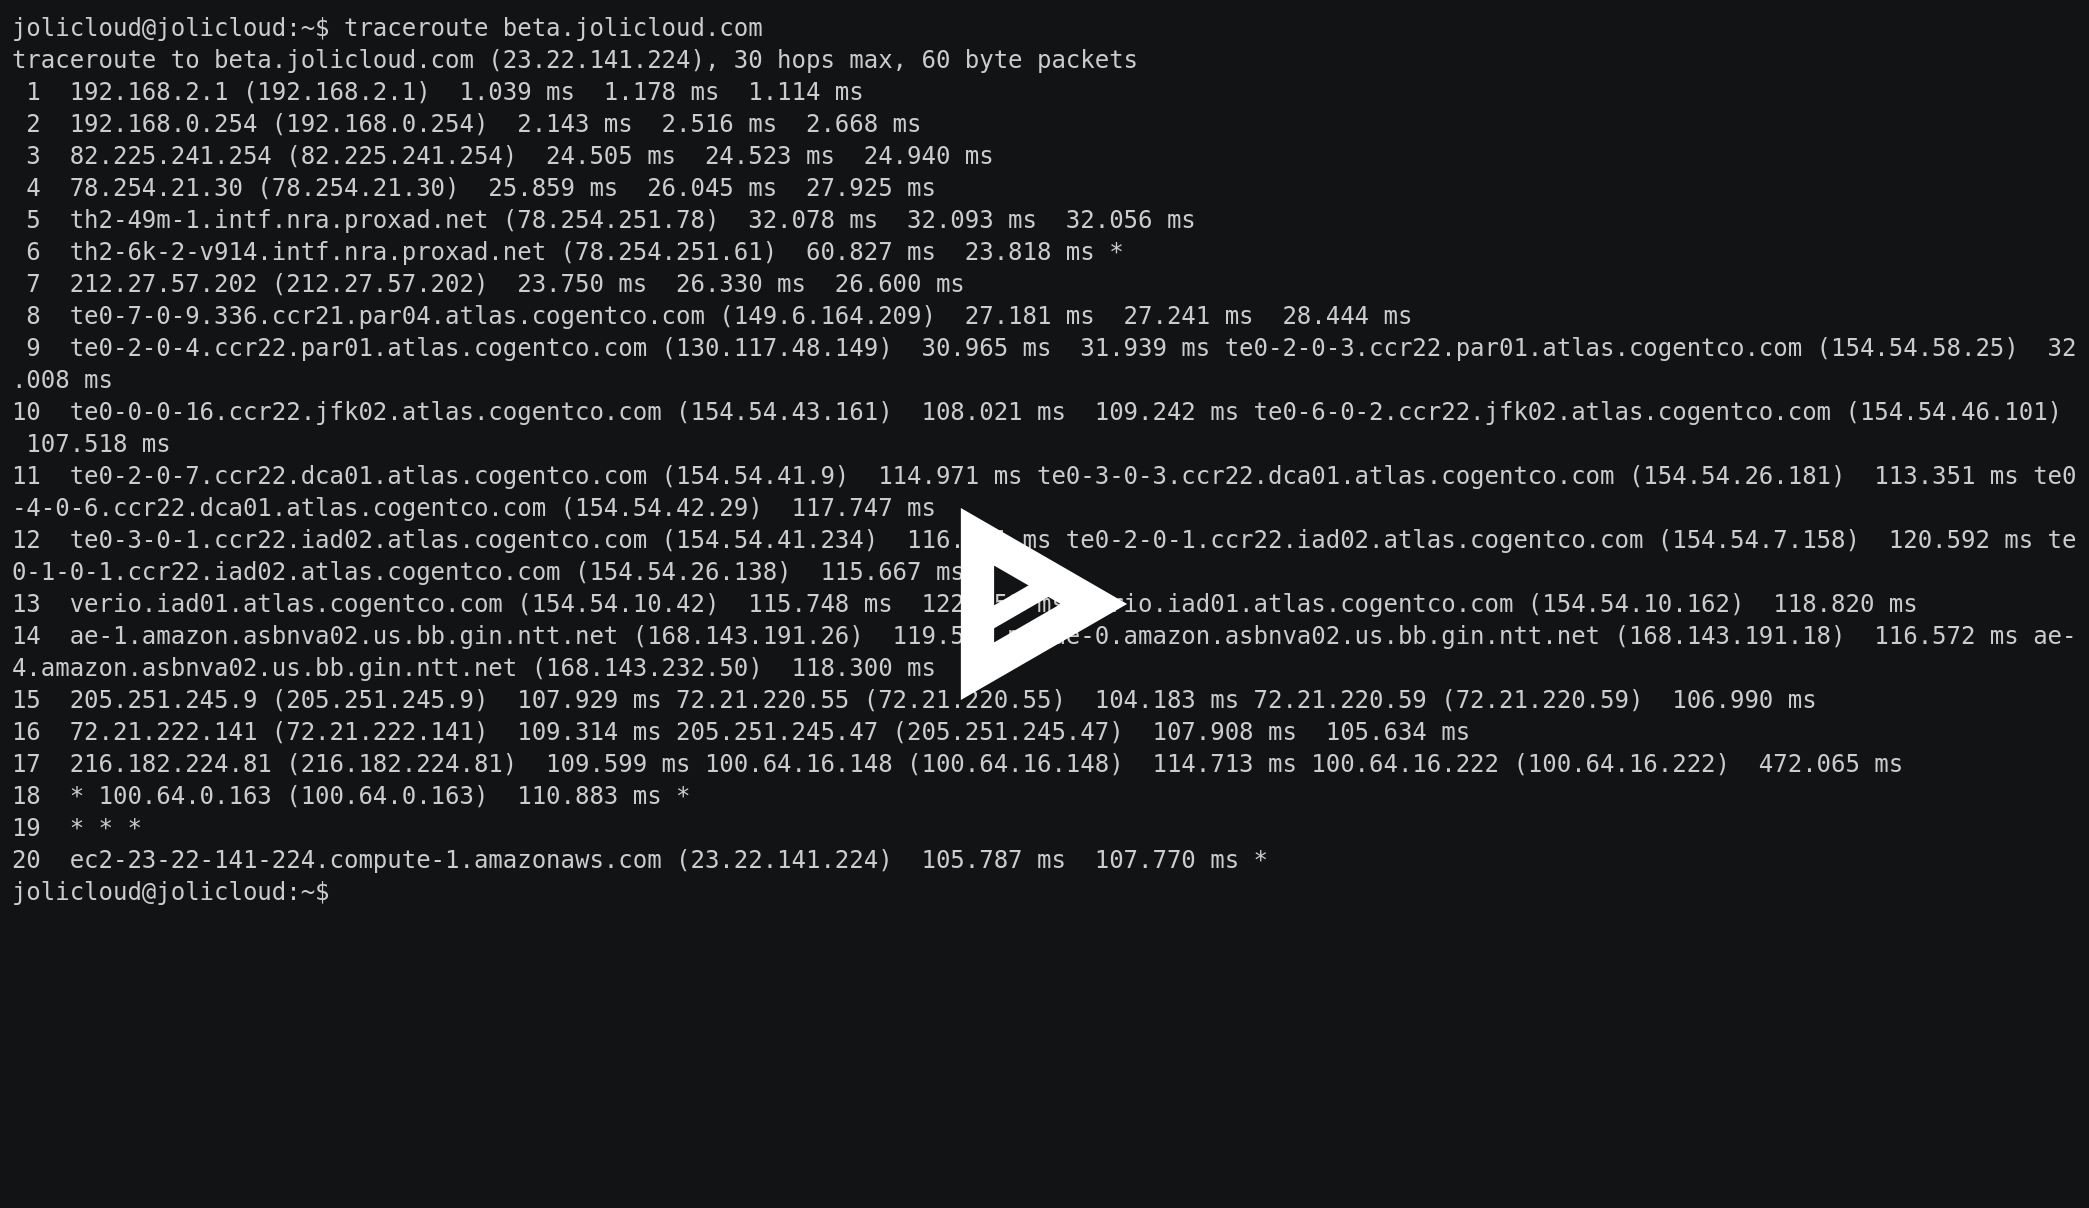 jolicloud@jolicloud:~$ traceroute beta.jolicloud.com
traceroute to beta.jolicloud.com (23.22.141.224), 30 hops max, 60 byte packets
 1  192.168.2.1 (192.168.2.1)  1.039 ms  1.178 ms  1.114 ms
 2  192.168.0.254 (192.168.0.254)  2.143 ms  2.516 ms  2.668 ms
 3  82.225.241.254 (82.225.241.254)  24.505 ms  24.523 ms  24.940 ms
 4  78.254.21.30 (78.254.21.30)  25.859 ms  26.045 ms  27.925 ms
 5  th2-49m-1.intf.nra.proxad.net (78.254.251.78)  32.078 ms  32.093 ms  32.056 ms
 6  th2-6k-2-v914.intf.nra.proxad.net (78.254.251.61)  60.827 ms  23.818 ms *
 7  212.27.57.202 (212.27.57.202)  23.750 ms  26.330 ms  26.600 ms
 8  te0-7-0-9.336.ccr21.par04.atlas.cogentco.com (149.6.164.209)  27.181 ms  27.241 ms  28.444 ms
 9  te0-2-0-4.ccr22.par01.atlas.cogentco.com (130.117.48.149)  30.965 ms  31.939 ms te0-2-0-3.ccr22.par01.atlas.cogentco.com (154.54.58.25)  32
.008 ms
10  te0-0-0-16.ccr22.jfk02.atlas.cogentco.com (154.54.43.161)  108.021 ms  109.242 ms te0-6-0-2.ccr22.jfk02.atlas.cogentco.com (154.54.46.101)
 107.518 ms
11  te0-2-0-7.ccr22.dca01.atlas.cogentco.com (154.54.41.9)  114.971 ms te0-3-0-3.ccr22.dca01.atlas.cogentco.com (154.54.26.181)  113.351 ms te0
-4-0-6.ccr22.dca01.atlas.cogentco.com (154.54.42.29)  117.747 ms
12  te0-3-0-1.ccr22.iad02.atlas.cogentco.com (154.54.41.234)  ms te0-2-0-1.ccr22.iad02.atlas.cogentco.com (154.54.7.158)  120.592 ms te
0-1-0-1.ccr22.iad02.atlas.cogentco.com (154.54.26.138)  115.667 ms
13  verio.iad01.atlas.cogentco.com (154.54.10.42)  115.748 ms  ms verio.iad01.atlas.cogentco.com (154.54.10.162)  118.820 ms
14  ae-1.amazon.asbnva02.us.bb.gin.ntt.net (168.143.191.26)  ms ae-0.amazon.asbnva02.us.bb.gin.ntt.net (168.143.191.18)  116.572 ms ae-
4.amazon.asbnva02.us.bb.gin.ntt.net (168.143.232.50)  118.300 ms
15  205.251.245.9 (205.251.245.9)  107.929 ms 72.21.220.55 (72.21.220.55)  104.183 ms 72.21.220.59 (72.21.220.59)  106.990 ms
16  72.21.222.141 (72.21.222.141)  109.314 ms 205.251.245.47 (205.251.245.47)  107.908 ms  105.634 ms
17  216.182.224.81 (216.182.224.81)  109.599 ms 100.64.16.148 (100.64.16.148)  114.713 ms 100.64.16.222 (100.64.16.222)  472.065 ms
18  * 100.64.0.163 (100.64.0.163)  110.883 ms *
19  * * *
20  ec2-23-22-141-224.compute-1.amazonaws.com (23.22.141.224)  105.787 ms  107.770 ms *
jolicloud@jolicloud:~$